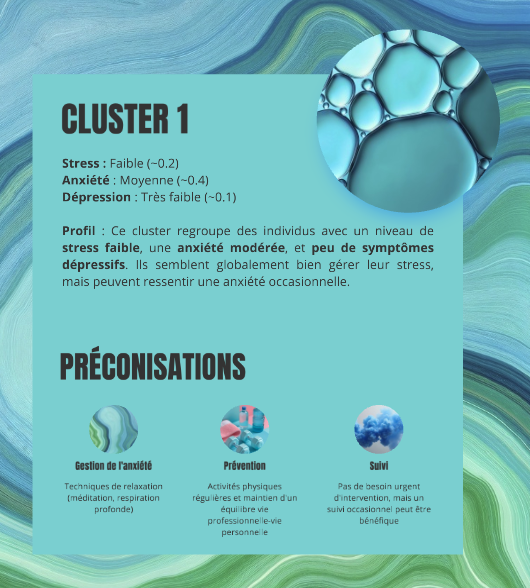 CLUSTER 1
Stress : Faible (~0.2)
Anxiété : Moyenne (~0.4)
Dépression : Très faible (~0.1)
Profil : Ce cluster regroupe des individus avec un niveau de
stress faible, une anxiété modérée, et peu de symptômes
dépressifs. Ils semblent globalement bien gérer leur stress,
mais peuvent ressentir une anxiété occasionnelle.
PRÉCONISATIONS
Gestion de l'anxiété
Techniques de relaxation
(méditation, respiration
profonde)
Prévention
Activités physiques
régulières et maintien d'un
équilibre vie
professionnelle-vie
personnelle
Suivi
Pas de besoin urgent
d'intervention, mais un
suivi occasionnel peut être
bénéfique